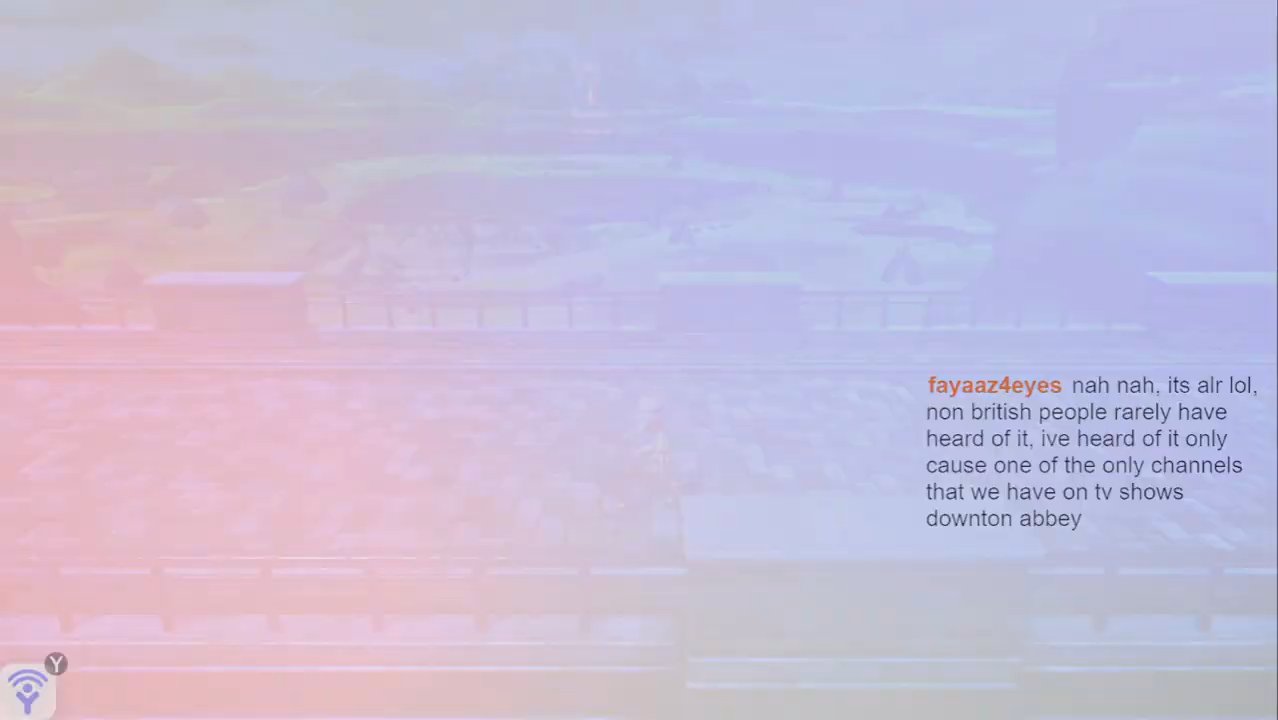 fayaaz4eyes nah nah, its alr lol,
non british people rarely have
heard of it, ive heard of it only
cause one of the only channels
that we have on tv shows
downton abbey
Y